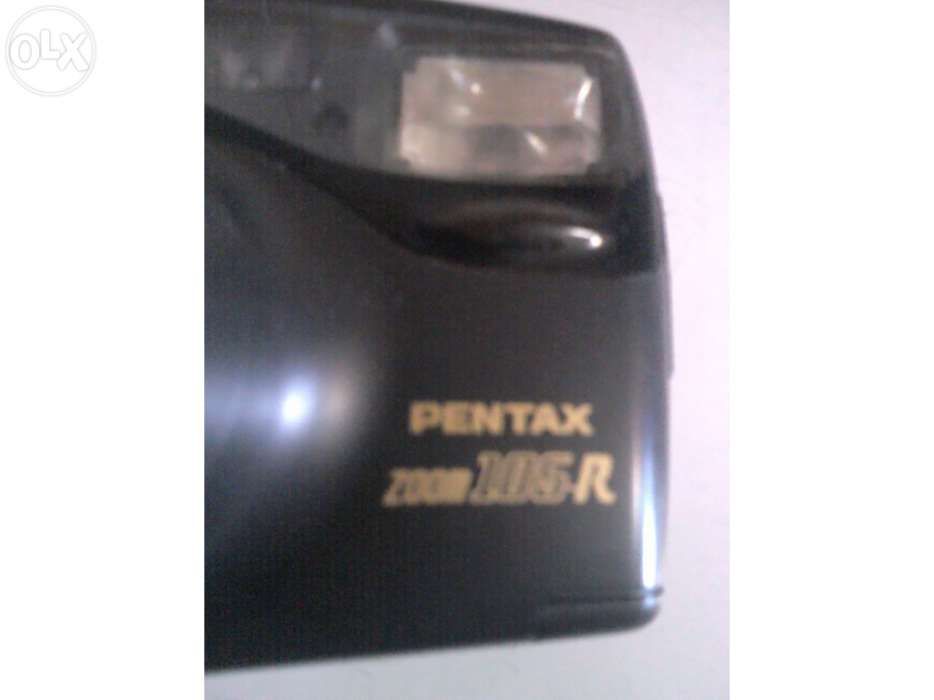 OLX
PENTAX
ZOOM 105-R